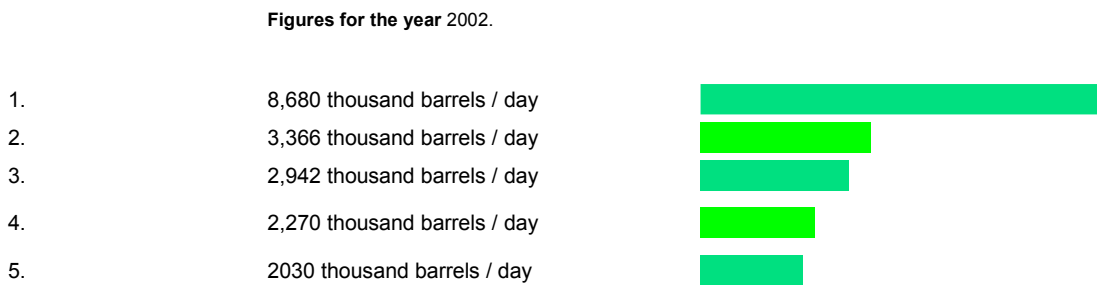 Figures for the year 2002.
1. 8,680 thousand barrels / day
2. 3,366 thousand barrels / day
3. 2,942 thousand barrels / day
4. 2,270 thousand barrels / day
5. 2030 thousand barrels / day